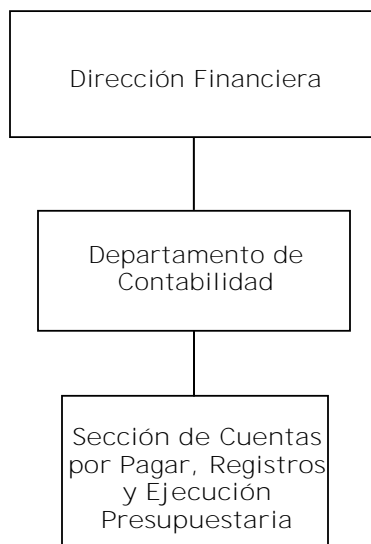 Dirección Financiera
Departamento de
Contabilidad
Sección de Cuentas
por Pagar, Registros
y Ejecución
Presupuestaria